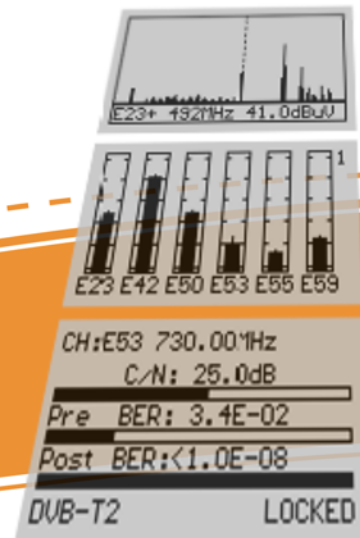 E23+ 492MHz 41.0dBuV
1
E23 E42 E50 E53 E55 E59
CH:E53 730.00MHz
C/N: 25.0dB
Pre BER: 3.4E-02
Post BER:<1.0E-08
DVB-T2 LOCKED